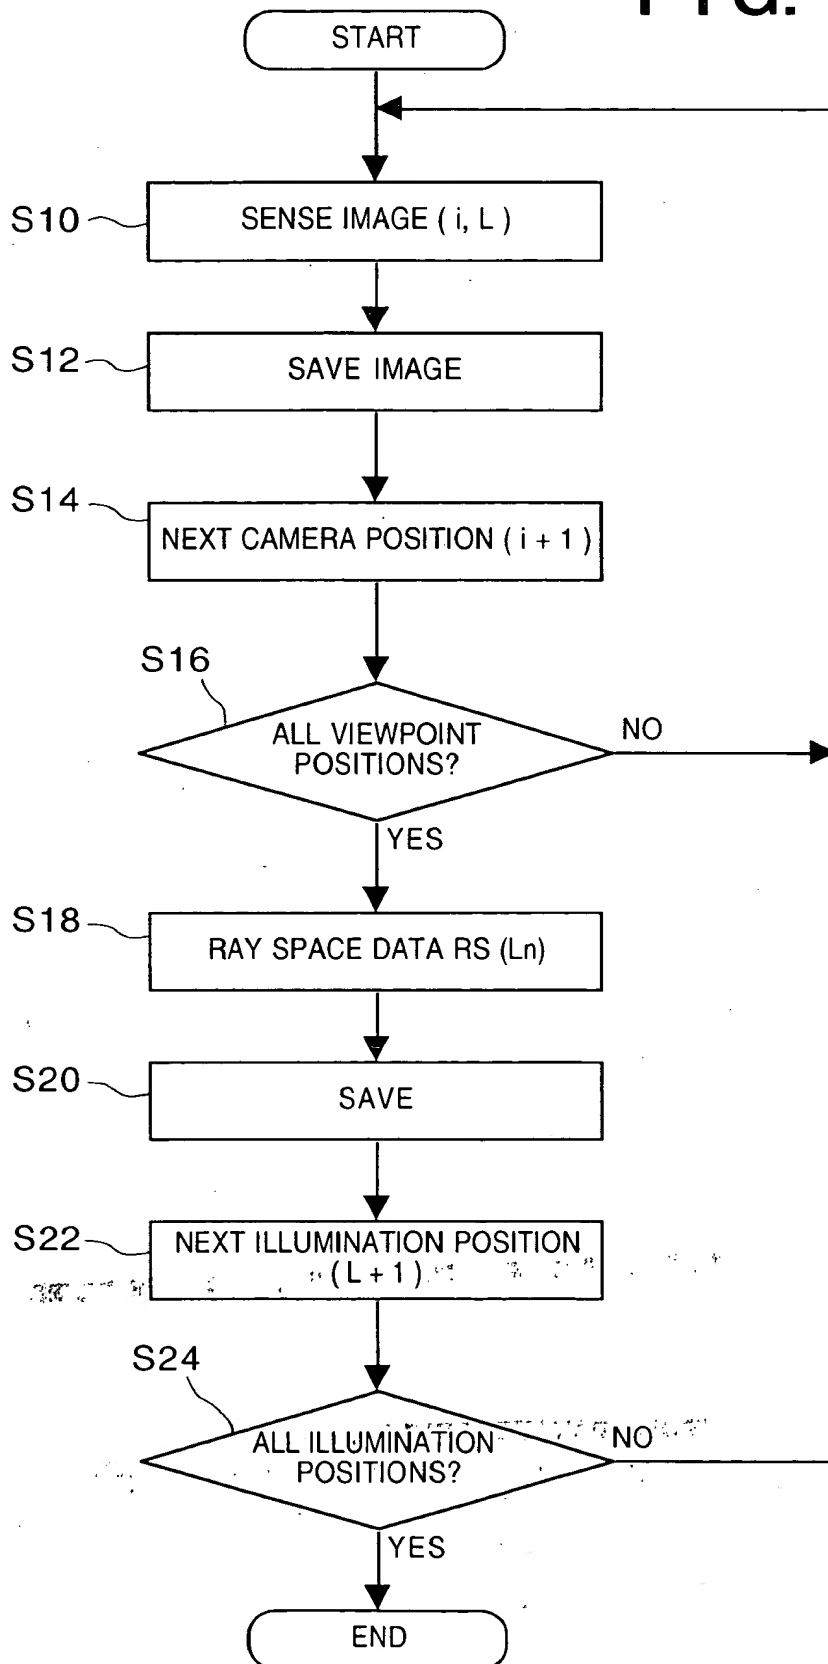 FIG.
START
S10
SENSE IMAGE ( i, L )
S12
SAVE IMAGE
S14
NEXT CAMERA POSITION ( i + 1 )
S16
ALL VIEWPOINT
POSITIONS?
NO
YES
S18
RAY SPACE DATA RS (Ln)
S20
SAVE
S22
NEXT ILLUMINATION POSITION
( L + 1 )
S24
ALL ILLUMINATION
POSITIONS?
NO
YES
END